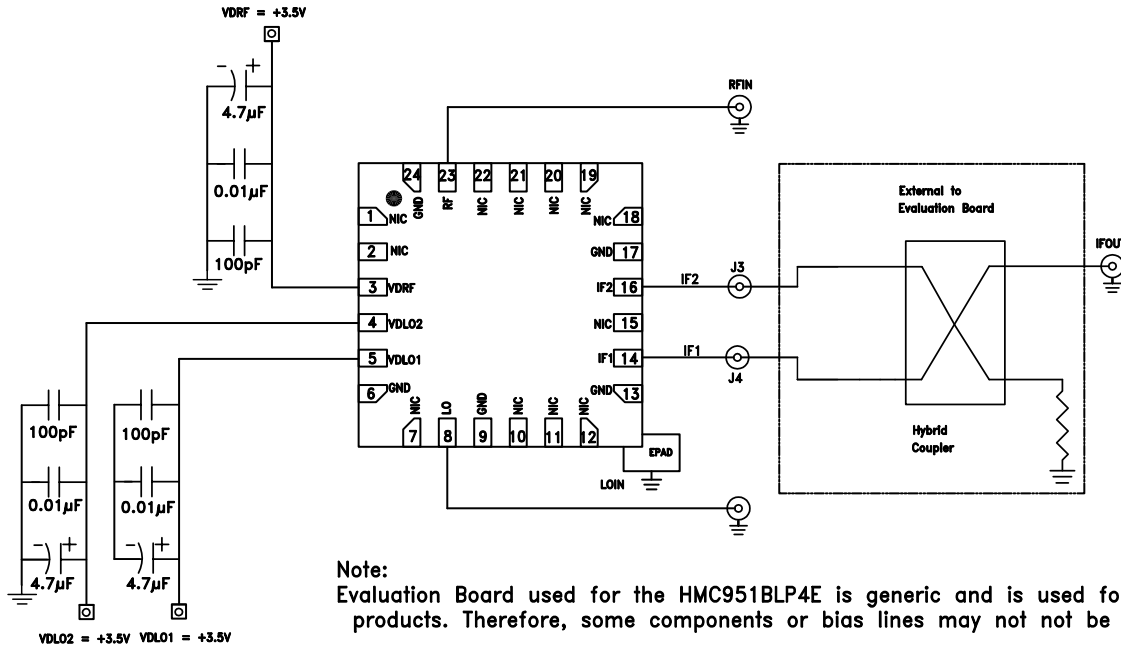 VDRF = +3.5V
- +
4.7µF
0.01µF
100pF
RFIN
24 23 22 21 20 19
GND RF NIC NIC NIC NIC
1 NIC
2 NIC
3 VDRF
4 VDLO2
5 VDLO1
6 GND
NIC 18
GND 17
IF2 16
NIC 15
IF1 14
GND 13
NIC LO GND NIC NIC NIC
7 8 9 10 11 12
IF2
J3
IF1
J4
External to
Evaluation Board
Hybrid
Coupler
IFOUT
EPAD
LOIN
100pF 100pF
0.01µF 0.01µF
- + - +
4.7µF 4.7µF
VDLO2 = +3.5V VDLO1 = +3.5V
Note:
Evaluation Board used for the HMC951BLP4E is generic and is used fo
products. Therefore, some components or bias lines may not not be